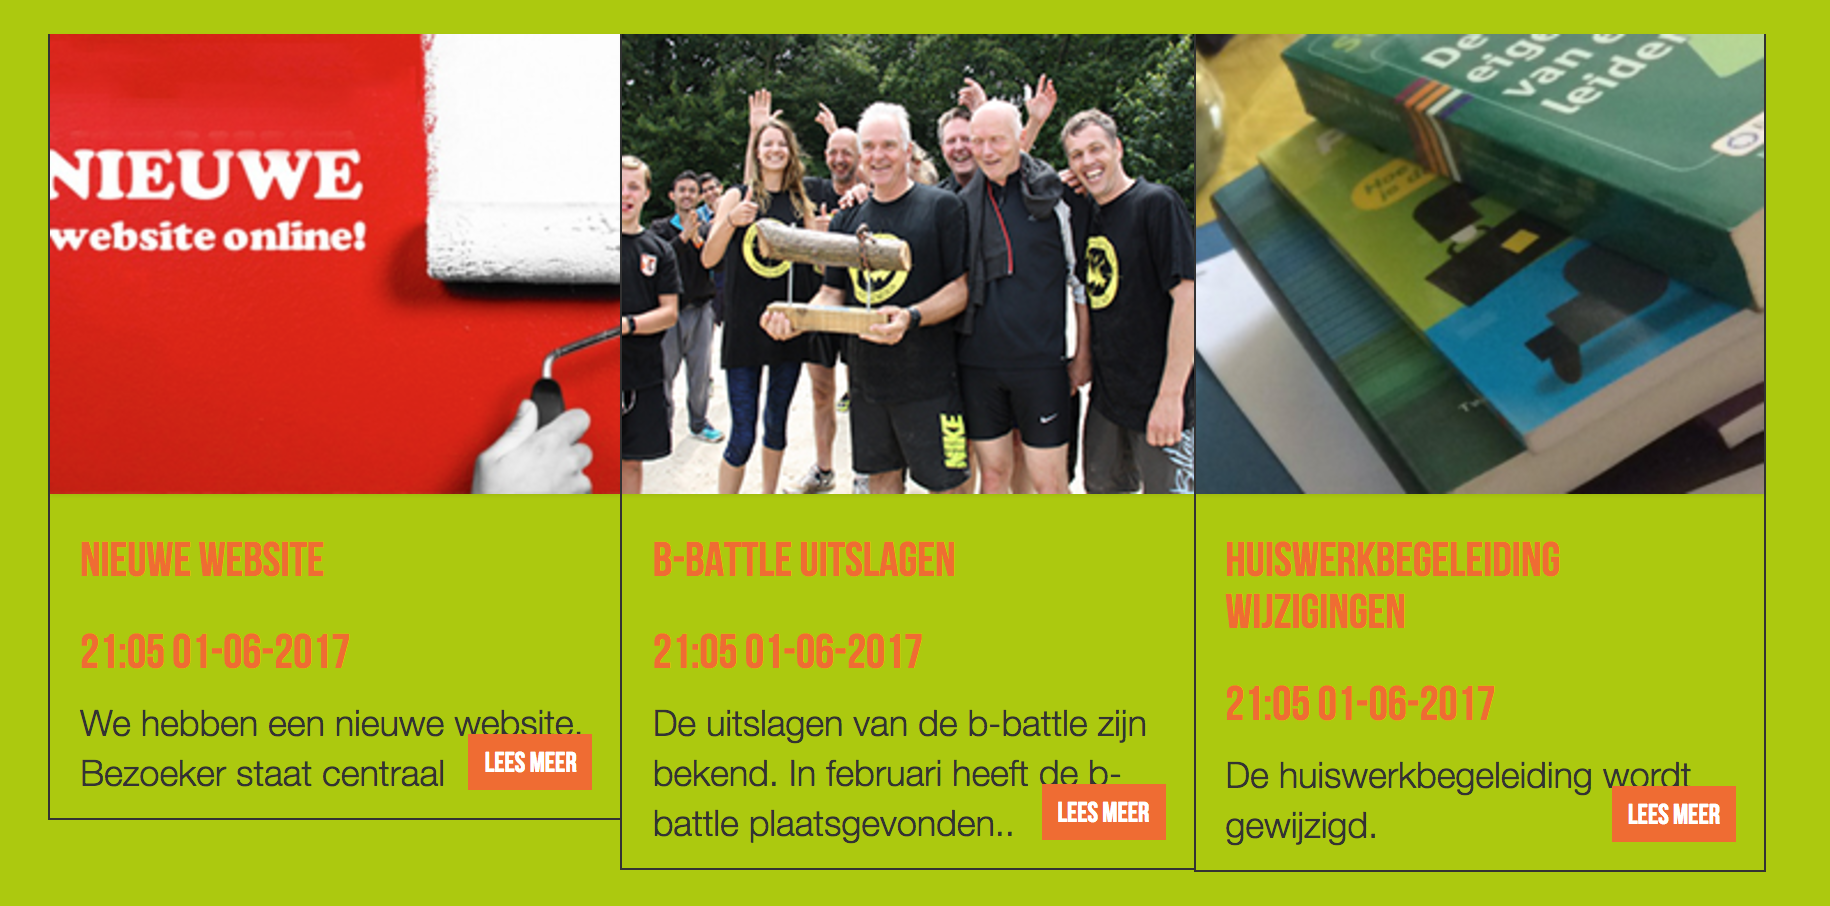 NIEUWE
website online!
NIEUWE WEBSITE
21:05 01-06-2017
We hebben een nieuwe website.
Bezoeker staat centraal
LEES MEER
NIKE
B-BATTLE UITSLAGEN
21:05 01-06-2017
De uitslagen van de b-battle zijn
bekend. In februari heeft de b-
battle plaatsgevonden..
LEES MEER
De
van
HUISWERKBEGELEIDING
WIJZIGINGEN
21:05 01-06-2017
De huiswerkbegeleiding wordt
gewijzigd.
LEES MEER